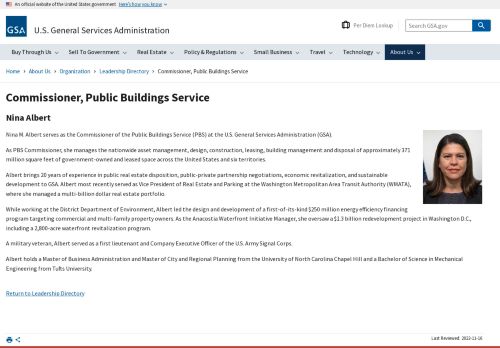 An official website of the United States government Here's how you know
GSA
U.S. General Services Administration
Per Diem Lookup
Search GSA.gov
Buy Through Us Sell To Government Real Estate Policy & Regulations Small Business Travel Technology About Us
Home › About Us › Organization › Leadership Directory › Commissioner, Public Buildings Service
Commissioner, Public Buildings Service
Nina Albert
Nina M. Albert serves as the Commissioner of the Public Buildings Service (PBS) at the U.S. General Services Administration (GSA).
As PBS Commissioner, she manages the nationwide asset management, design, construction, leasing, building management and disposal of approximately 371
million square feet of government-owned and leased space across the United States and six territories.
Albert brings 20 years of experience in public real estate disposition, public-private partnership negotiations, economic revitalization, and sustainable
development to GSA. Albert most recently served as Vice President of Real Estate and Parking at the Washington Metropolitan Area Transit Authority (WMATA),
where she managed a multi-billion dollar real estate portfolio.
While working at the District Department of Environment, Albert led the design and development of a first-of-its-kind $250 million energy efficiency financing
program targeting commercial and multi-family property owners. As the Anacostia Waterfront Initiative Manager, she oversaw a $1.3 billion redevelopment project in Washington D.C.,
including a 2,800-acre waterfront revitalization program.
A military veteran, Albert served as a first lieutenant and Company Executive Officer of the U.S. Army Signal Corps.
Albert holds a Master of Business Administration and Master of City and Regional Planning from the University of North Carolina Chapel Hill and a Bachelor of Science in Mechanical
Engineering from Tufts University.
Return to Leadership Directory
Last Reviewed: 2022-11-16